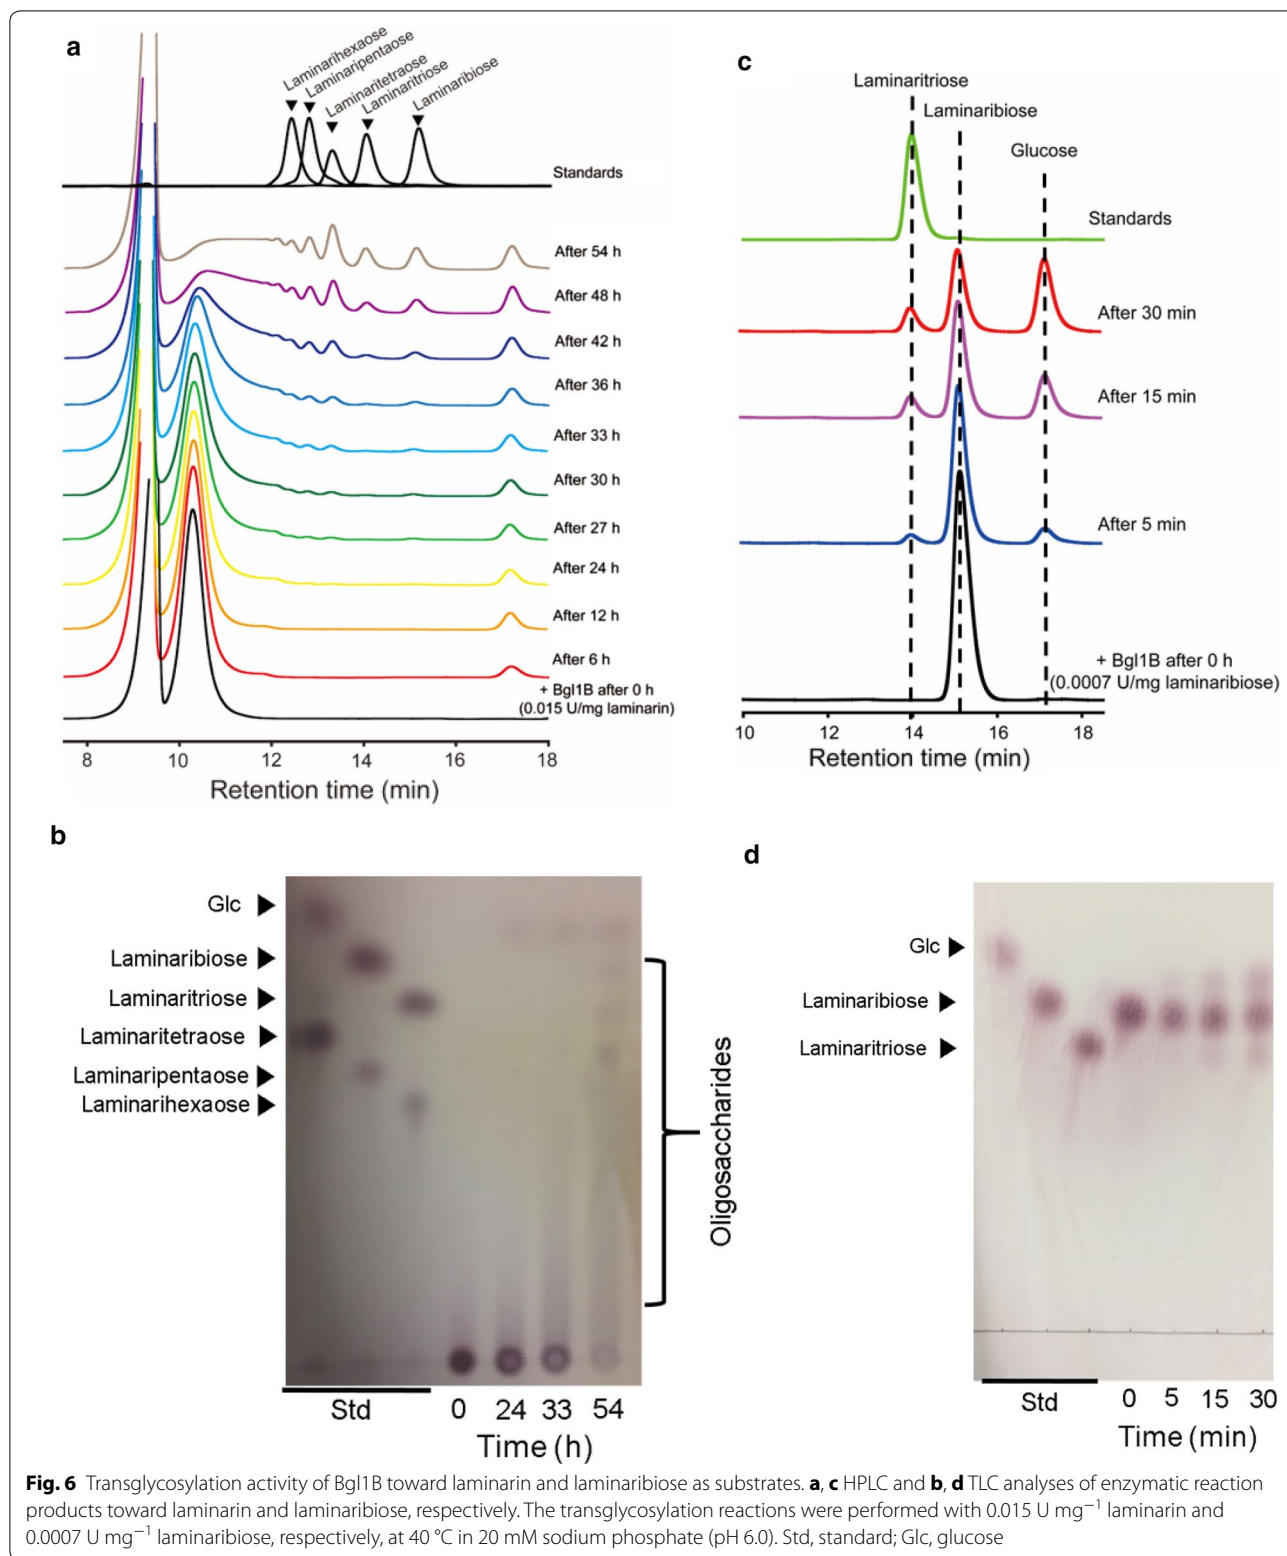 a
Laminarihexaose
Laminaripentaose
Laminaritetraose
Laminaritriose
Laminaribiose
Standards
After 54 h
After 48 h
After 42 h
After 36 h
After 33 h
After 30 h
After 27 h
After 24 h
After 12 h
After 6 h
+ Bgl1B after 0 h
(0.015 U/mg laminarin)
8 10 12 14 16 18
Retention time (min)
c
Laminaritriose
Laminaribiose
Glucose
Standards
After 30 min
After 15 min
After 5 min
+ Bgl1B after 0 h
(0.0007 U/mg laminaribiose)
10 12 14 16 18
Retention time (min)
b
Glc
Laminaribiose
Laminaritriose
Laminaritetraose
Laminaripentaose
Laminarihexaose
Oligosaccharides
Std 0 24 33 54
Time (h)
d
Glc
Laminaribiose
Laminaritriose
Std 0 5 15 30
Time (min)
Fig. 6 Transglycosylation activity of Bgl1B toward laminarin and laminaribiose as substrates. a, c HPLC and b, d TLC analyses of enzymatic reaction
products toward laminarin and laminaribiose, respectively. The transglycosylation reactions were performed with 0.015 U mg⁻¹ laminarin and
0.0007 U mg⁻¹ laminaribiose, respectively, at 40 °C in 20 mM sodium phosphate (pH 6.0). Std, standard; Glc, glucose